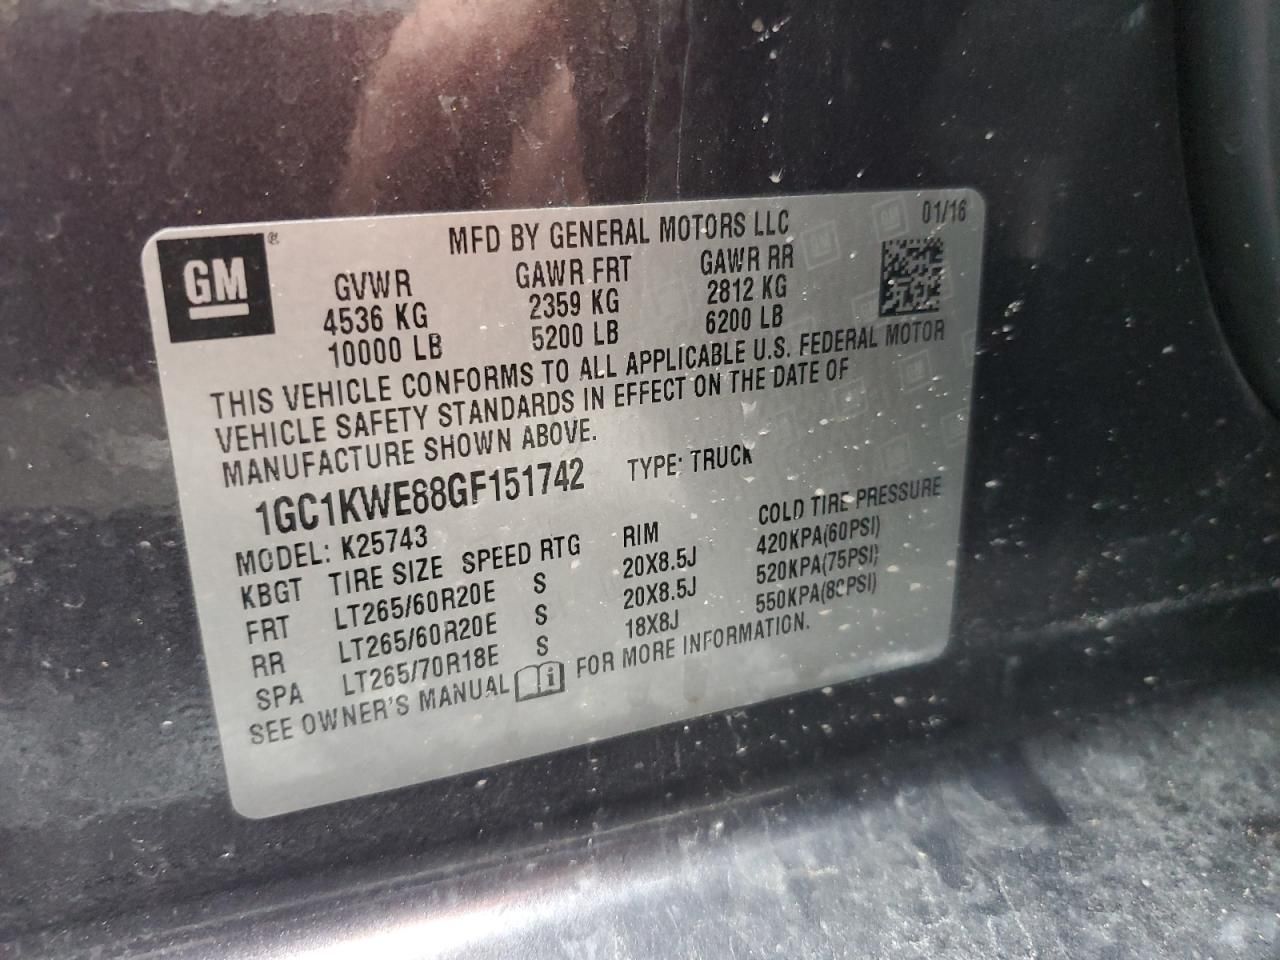 GM®
MFD BY GENERAL MOTORS LLC
01/16
GVWR GAWR FRT GAWR RR
4536 KG 2359 KG 2812 KG
10000 LB 5200 LB 6200 LB
THIS VEHICLE CONFORMS TO ALL APPLICABLE U.S. FEDERAL MOTOR
VEHICLE SAFETY STANDARDS IN EFFECT ON THE DATE OF
MANUFACTURE SHOWN ABOVE.
1GC1KWE88GF151742 TYPE: TRUCK
MODEL: K25743
KBGT TIRE SIZE SPEED RTG RIM COLD TIRE PRESSURE
FRT LT265/60R20E S 20X8.5J 420KPA(60PSI)
RR LT265/60R20E S 20X8.5J 520KPA(75PSI)
SPA LT265/70R18E S 18X8J 550KPA(80PSI)
SEE OWNER'S MANUAL i FOR MORE INFORMATION.